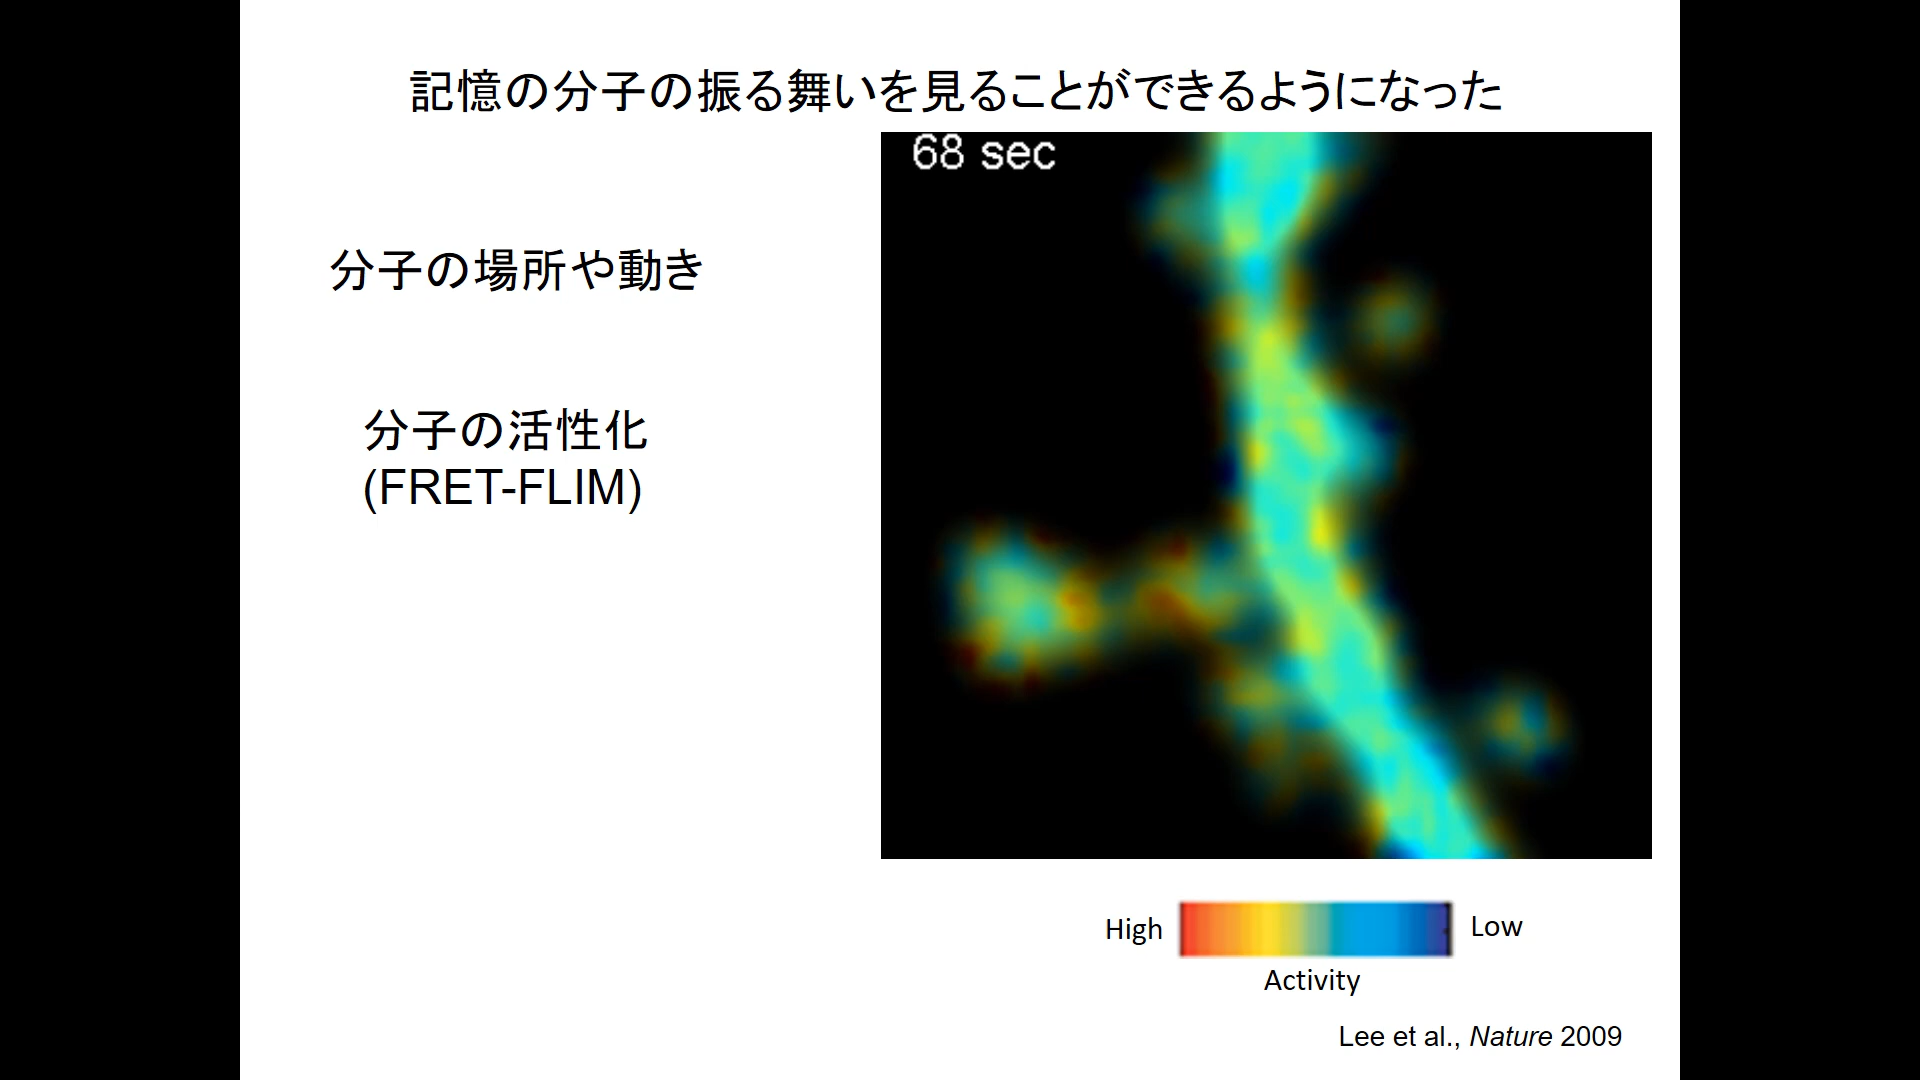 記憶の分子の振る舞いを見ることができるようになった
68 sec
分子の場所や動き
分子の活性化
(FRET-FLIM)
High
Low
Activity
Lee et al., Nature 2009